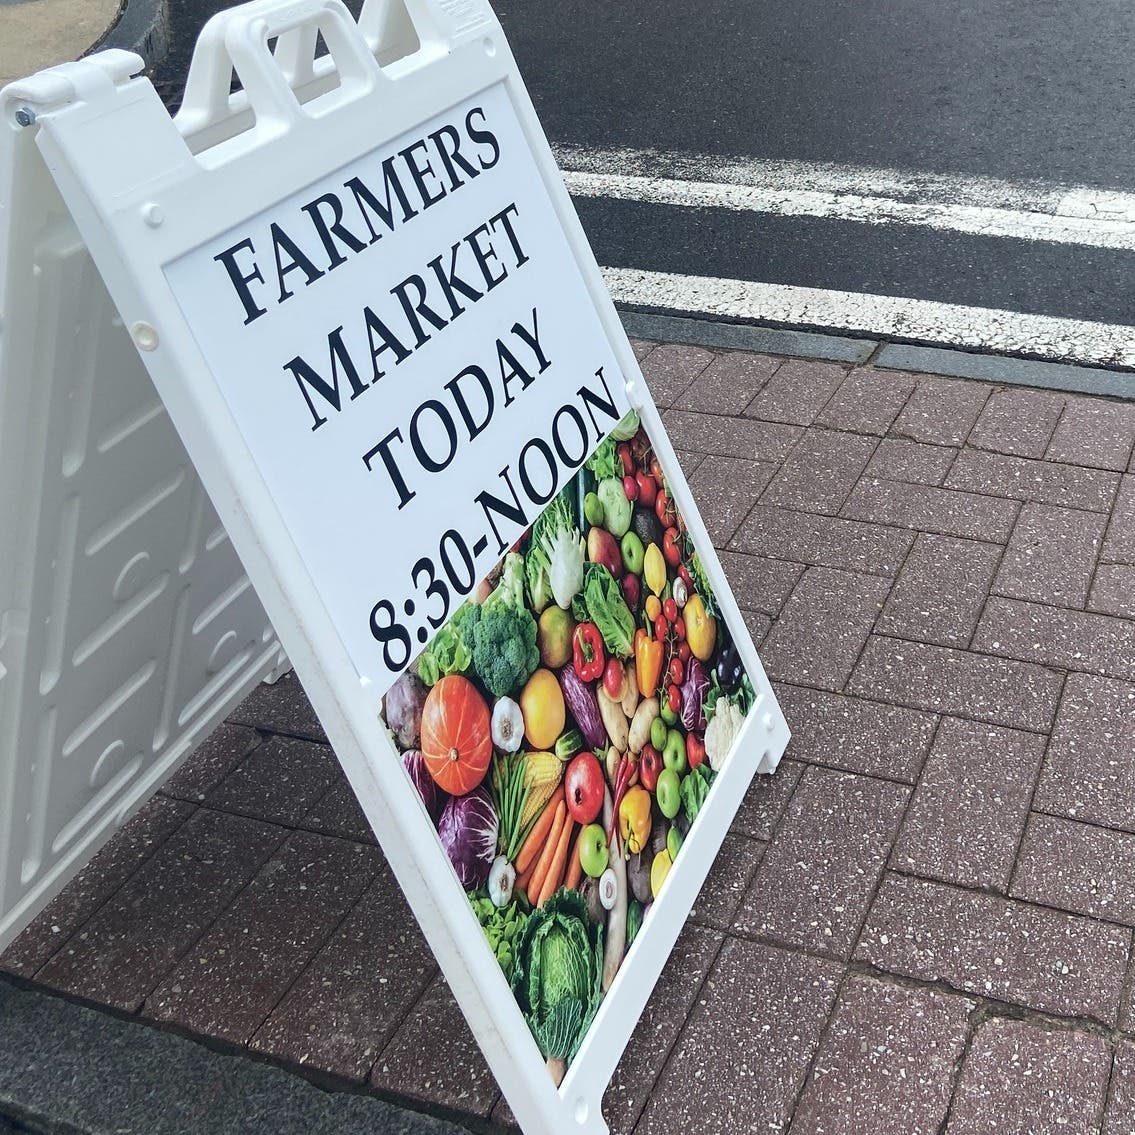 FARMERS
MARKET
TODAY
8:30-NOON